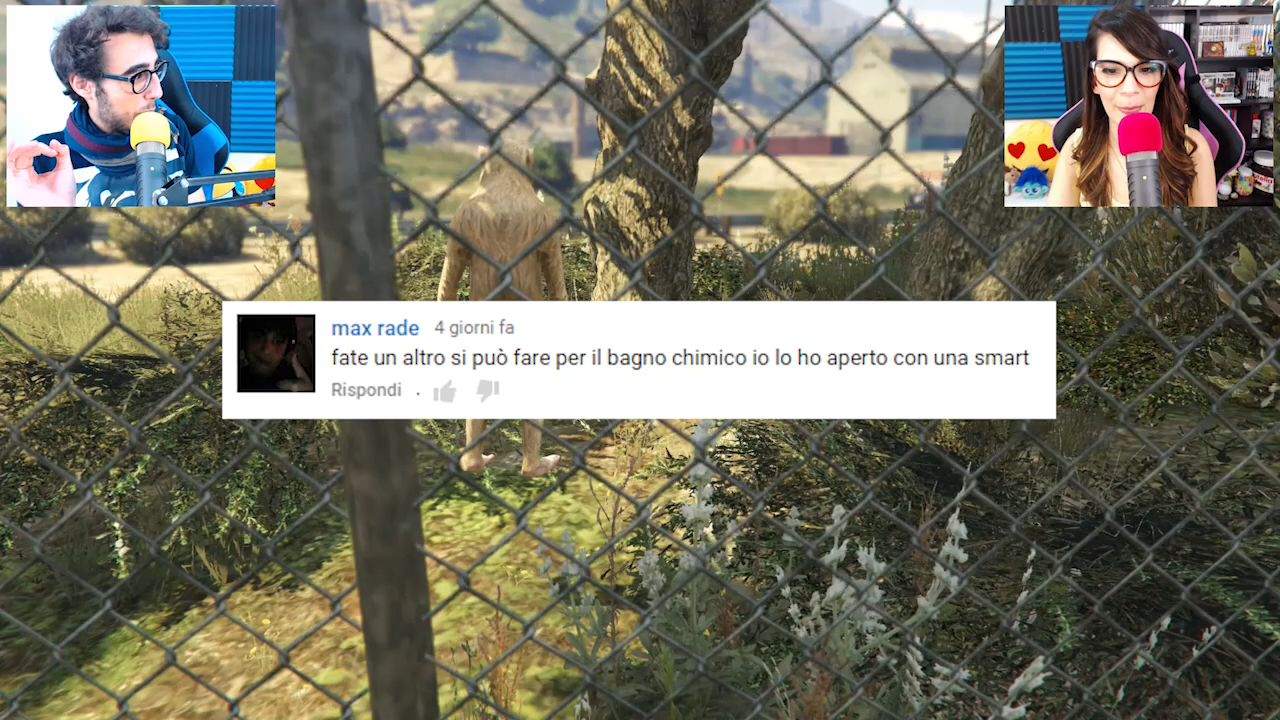 max rade 4 giorni fa
fate un altro si può fare per il bagno chimico io lo ho aperto con una smart
Rispondi .